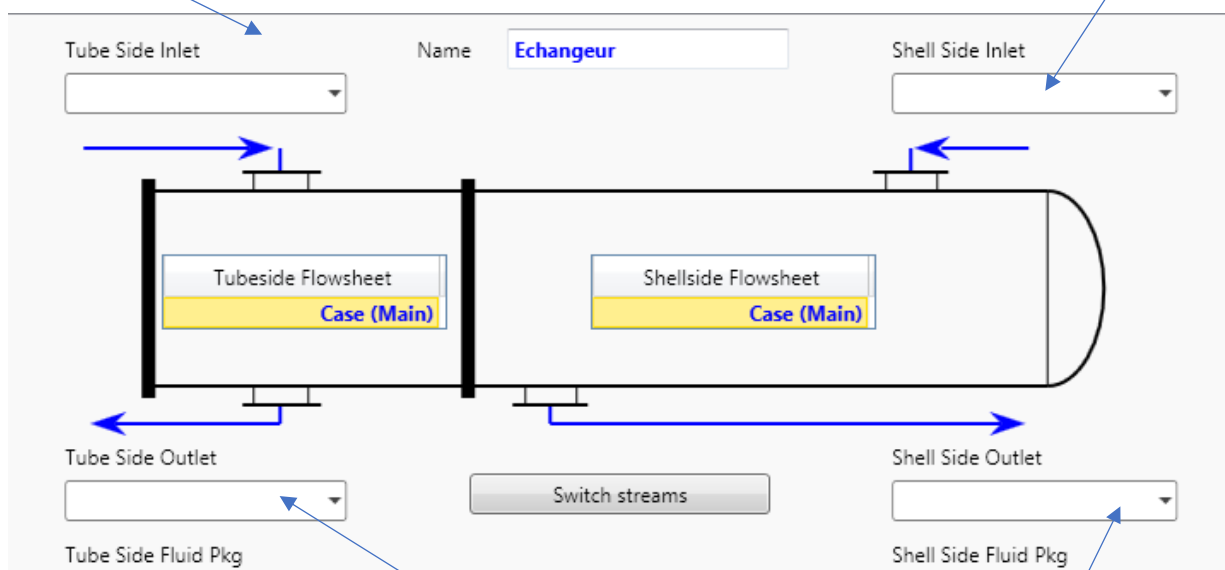 Tube Side Inlet
Name
Echangeur
Shell Side Inlet
Tubeside Flowsheet
Case (Main)
Shellside Flowsheet
Case (Main)
Tube Side Outlet
Switch streams
Shell Side Outlet
Tube Side Fluid Pkg
Shell Side Fluid Pkg